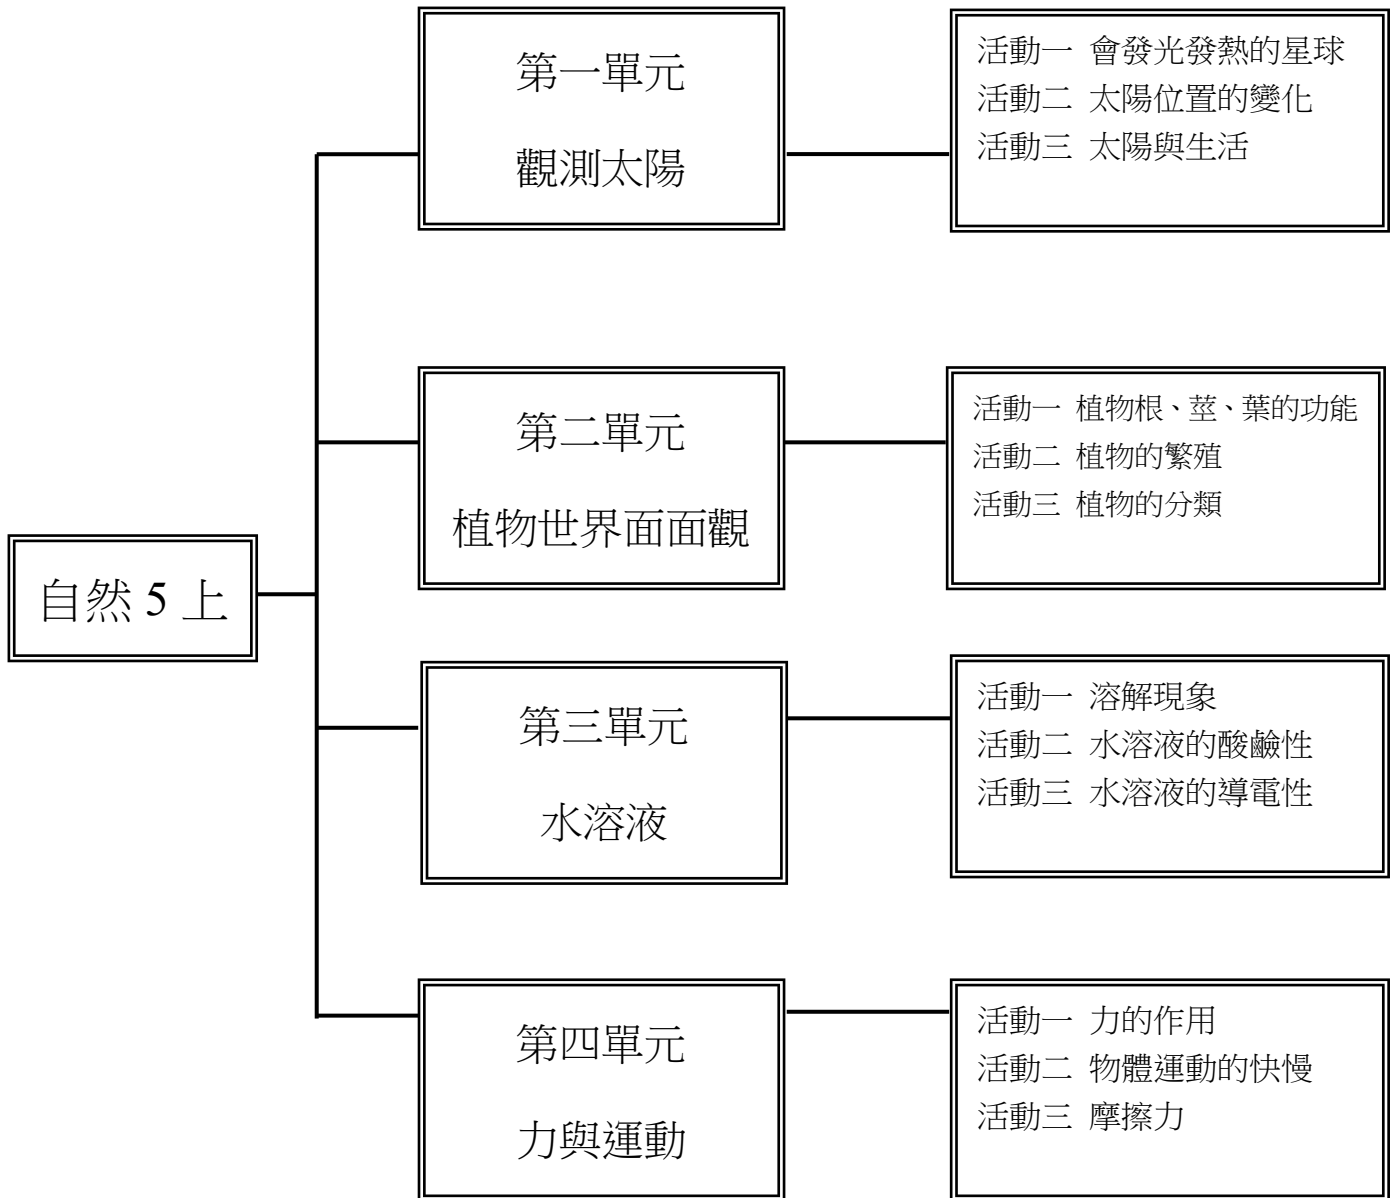 第一單元
觀測太陽
活動一 會發光發熱的星球
活動二 太陽位置的變化
活動三 太陽與生活
第二單元
植物世界面面觀
活動一 植物根、莖、葉的功能
活動二 植物的繁殖
活動三 植物的分類
自然 5 上
第三單元
水溶液
活動一 溶解現象
活動二 水溶液的酸鹼性
活動三 水溶液的導電性
第四單元
力與運動
活動一 力的作用
活動二 物體運動的快慢
活動三 摩擦力